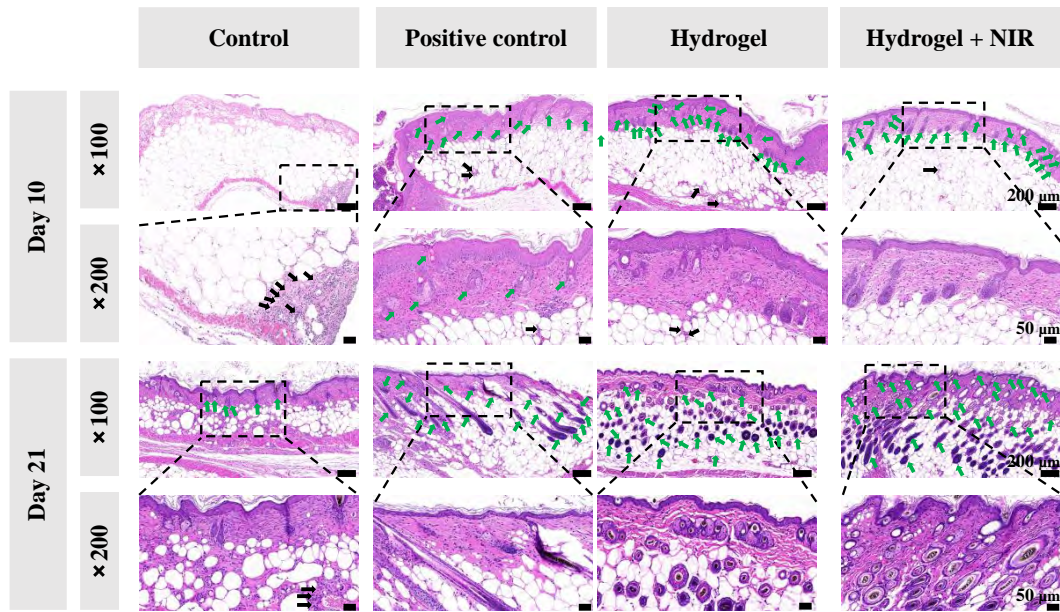 Control
Positive control
Hydrogel
Hydrogel + NIR
Day 10
×100
200 μm
×200
50 μm
Day 21
×100
200 μm
×200
50 μm